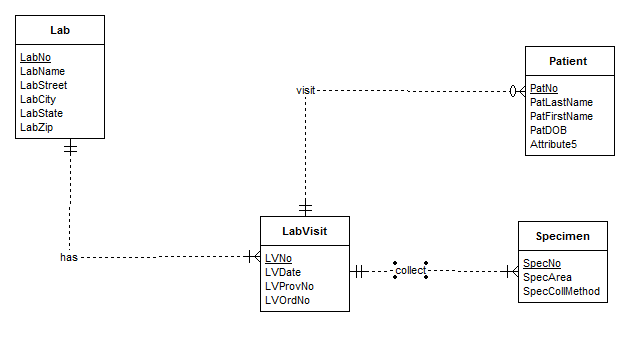 Lab
LabNo
LabName
LabStreet
LabCity
LabState
LabZip
visit
Patient
PatNo
PatLastName
PatFirstName
PatDOB
Attribute5
has
LabVisit
LVNo
LVDate
LVProvNo
LVOrdNo
collect
Specimen
SpecNo
SpecArea
SpecCollMethod